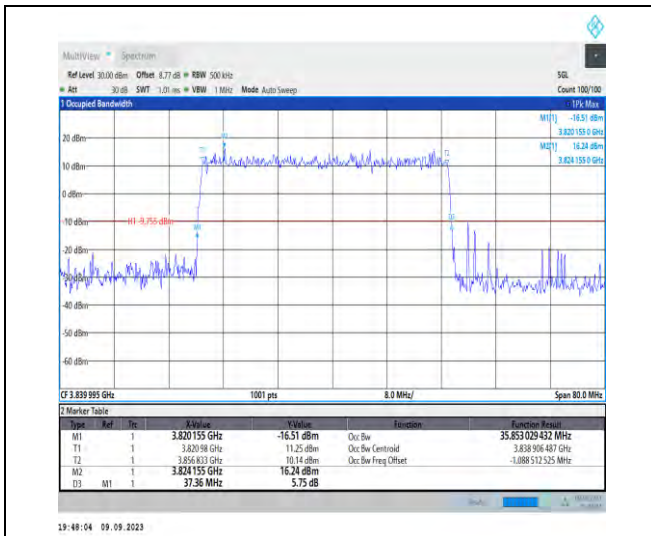 MultiView Spectrum
Ref Level 30.00 dBm Offset 8.77 dB RBW 500 kHz SGL
Att 30 dB SWT 1.01 ms VBW 1 MHz Mode Auto Sweep Count 100/100
1 Occupied Bandwidth 1Pk Max
M1[1] -16.51 dBm
3.820 155 0 GHz
M2[1] 16.24 dBm
3.824 155 0 GHz
20 dBm
10 dBm
0 dBm
-10 dBm
H1 -9.755 dBm
-20 dBm
-30 dBm
-40 dBm
-50 dBm
-60 dBm
T1
M2
T2
M1
D3
CF 3.839 995 GHz 1001 pts 8.0 MHz/ Span 80.0 MHz
2 Marker Table
Type Ref Trc X-Value Y-Value Function Function Result
M1 1 3.820 155 GHz -16.51 dBm Occ Bw 35.853 029 432 MHz
T1 1 3.820 98 GHz 11.25 dBm Occ Bw Centroid 3.838 906 487 GHz
T2 1 3.856 833 GHz 10.14 dBm Occ Bw Freq Offset -1.088 512 525 MHz
M2 1 3.824 155 GHz 16.24 dBm
D3 M1 1 37.36 MHz 5.75 dB
19:48:04 09.09.2023